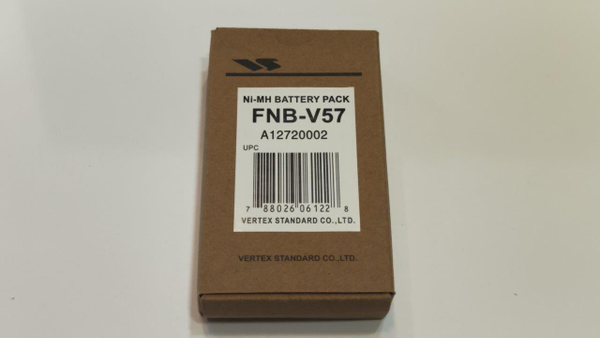 Ni-MH BATTERY PACK
FNB-V57
A12720002
UPC
7 88026 06122 8
VERTEX STANDARD CO.,LTD.
VERTEX STANDARD CO.,LTD.